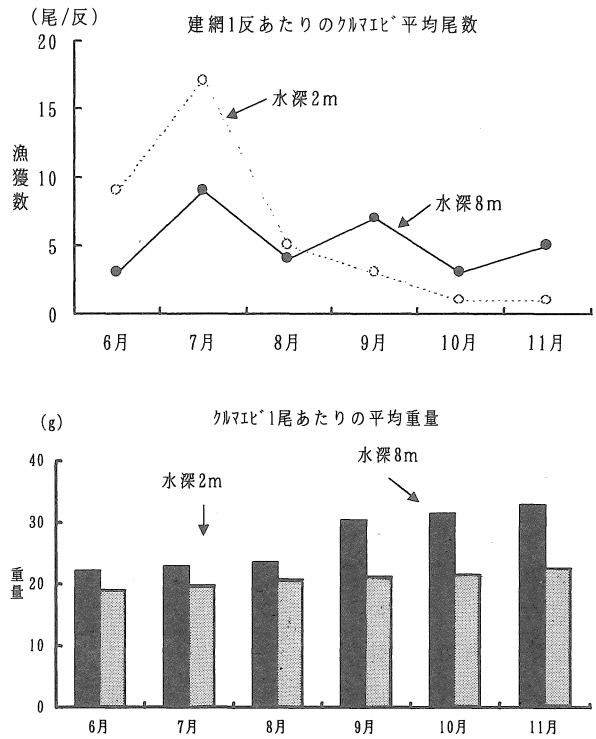 (尾/反)
建網1反あたりのｸﾙﾏｴﾋﾞ平均尾数
20
15
10
5
0
漁獲数
水深2m
水深8m
6月 7月 8月 9月 10月 11月
(g)
ｸﾙﾏｴﾋﾞ1尾あたりの平均重量
40
30
20
10
0
重量
水深2m
水深8m
6月 7月 8月 9月 10月 11月